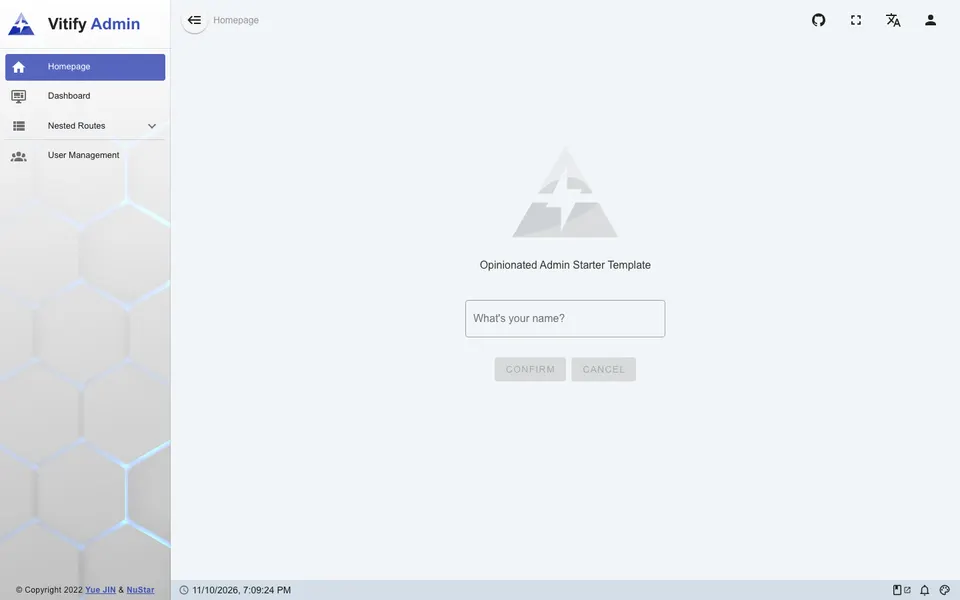 Vitify Admin
Homepage
Homepage
Dashboard
Nested Routes
User Management
Opinionated Admin Starter Template
What's your name?
CONFIRM
CANCEL
© Copyright 2022 Yue JIN & NuStar
11/10/2026, 7:09:24 PM